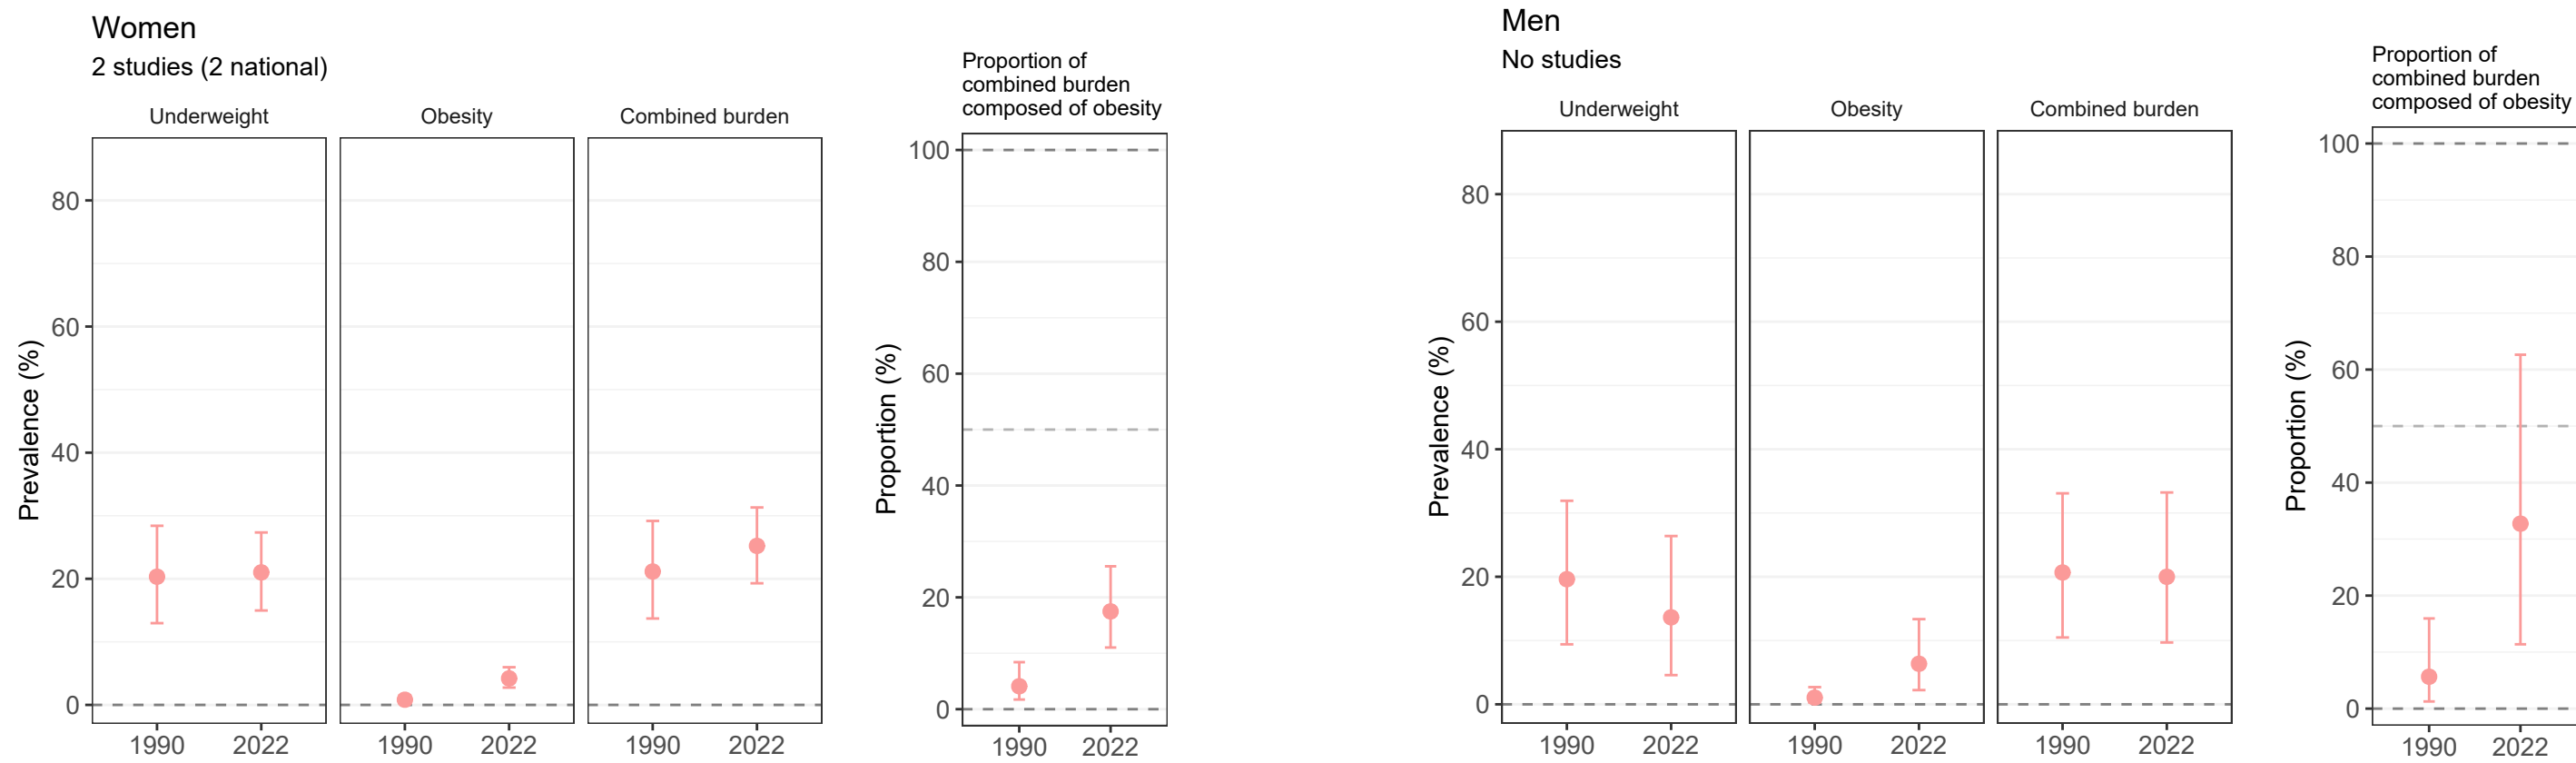 Women
2 studies (2 national)
Underweight
Obesity
Combined burden
Prevalence (%)
80
60
40
20
0
1990 2022
1990 2022
1990 2022
Proportion of
combined burden
composed of obesity
Proportion (%)
100
80
60
40
20
0
1990 2022
Men
No studies
Underweight
Obesity
Combined burden
Prevalence (%)
80
60
40
20
0
1990 2022
1990 2022
1990 2022
Proportion of
combined burden
composed of obesity
Proportion (%)
100
80
60
40
20
0
1990 2022